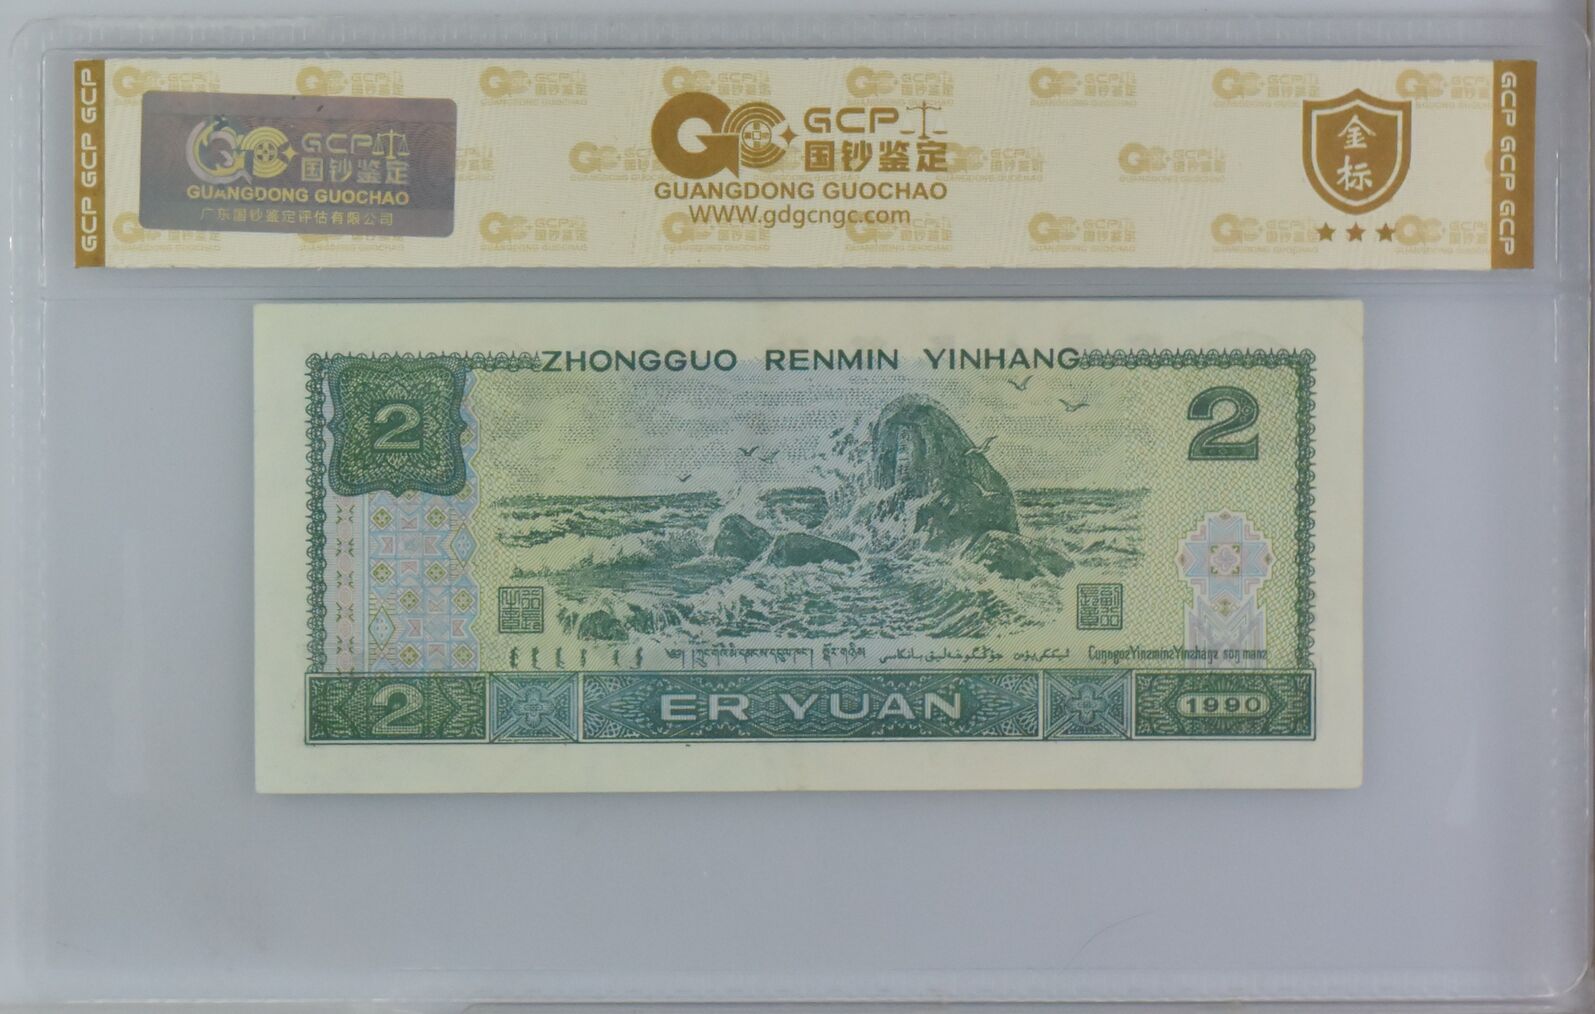 GCP GCP GCP
GCP
国钞鉴定
GUANGDONG GUOCHAO
广东国钞鉴定评估有限公司
GCP
国钞鉴定
GUANGDONG GUOCHAO
WWW.gdgcngc.com
金标
GCP GCP GCP
ZHONGGUO RENMIN YINHANG
2
2
2
ER YUAN
1990